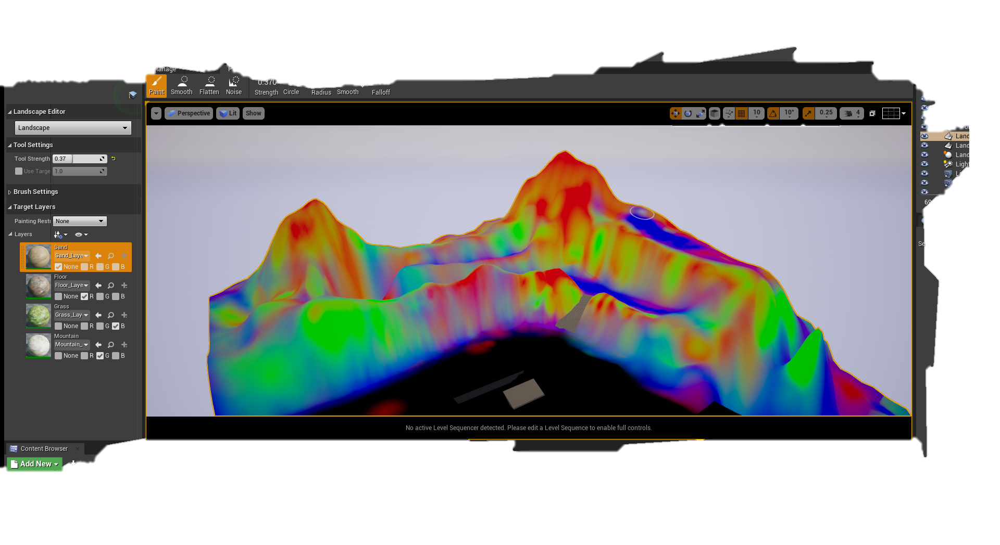 Manage
0.370
Paint Smooth Flatten Noise Strength Circle Radius Smooth Falloff
Landscape Editor
Perspective Lit Show 10 10° 0.25 4
Landscape
Tool Settings
Tool Strength 0.37
Use Targe 1.0
Brush Settings
Target Layers
Painting Restr None
Layers
Sand
Sand_Laye
None R G B
Floor
Floor_Laye
None R G B
Grass
Grass_Lay
None R G B
Mountain
Mountain_
None R G B
Land
Land
Land
Light
Li
69
Se
No active Level Sequencer detected. Please edit a Level Sequence to enable full controls.
Content Browser
Add New